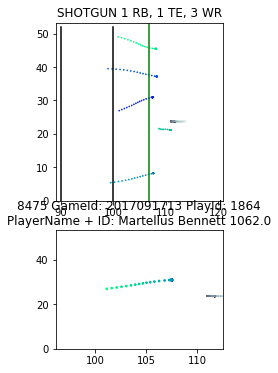 SHOTGUN 1 RB, 1 TE, 3 WR
50
40
30
20
10
0
90 100 110 120
8475 GameId: 2017091713 PlayId: 1864
PlayerName + ID: Martellus Bennett 1062.0
40
20
0
100 105 110